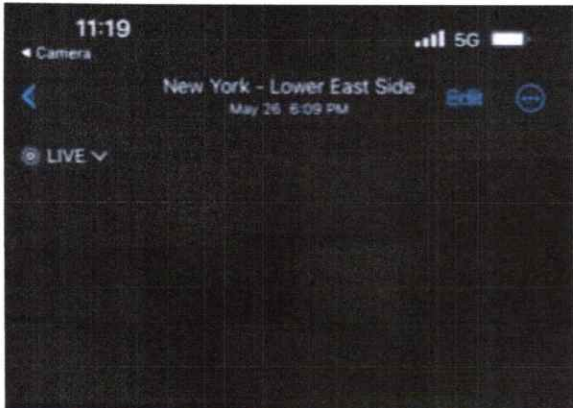 11:19
5G
Camera
New York - Lower East Side
Edit
May 26 6:09 PM
LIVE